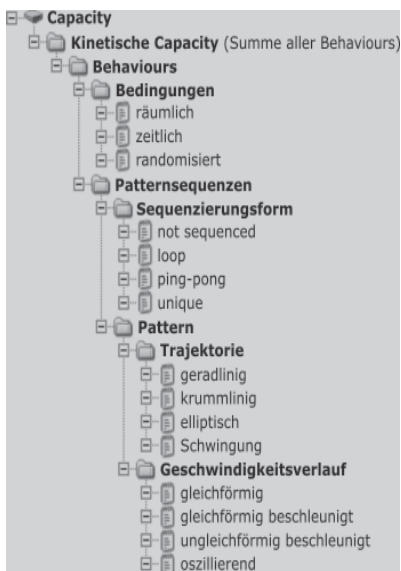 Capacity
Kinetische Capacity (Summe aller Behaviours)
Behaviours
Bedingungen
räumlich
zeitlich
randomisiert
Patternsequenzen
Sequenzierungsform
not sequenced
loop
ping-pong
unique
Pattern
Trajektorie
geradlinig
krummlinig
elliptisch
Schwingung
Geschwindigkeitsverlauf
gleichförmig
gleichförmig beschleunigt
ungleichförmig beschleunigt
oszillierend